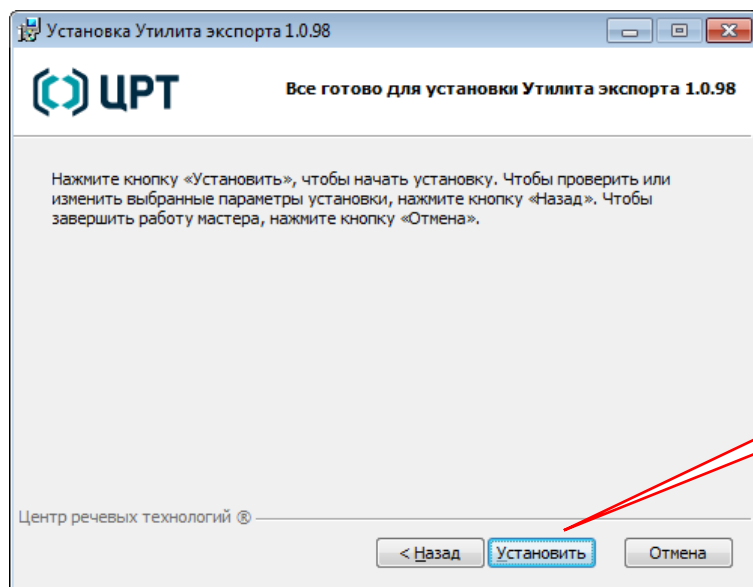 Установка Утилита экспорта 1.0.98
ЦРТ
Все готово для установки Утилита экспорта 1.0.98
Нажмите кнопку «Установить», чтобы начать установку. Чтобы проверить или
изменить выбранные параметры установки, нажмите кнопку «Назад». Чтобы
завершить работу мастера, нажмите кнопку «Отмена».
Центр речевых технологий ®
< Назад Установить Отмена